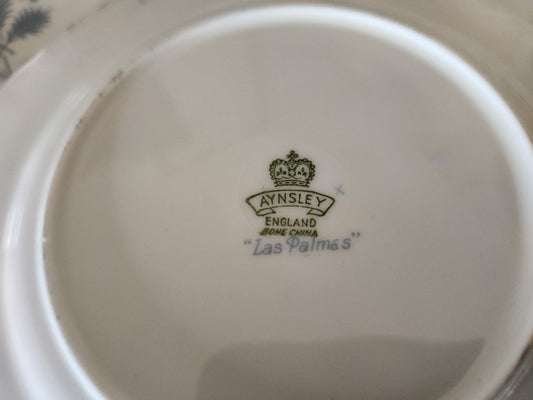 AYNSLEY
ENGLAND
BONE CHINA
"Las Palmas"